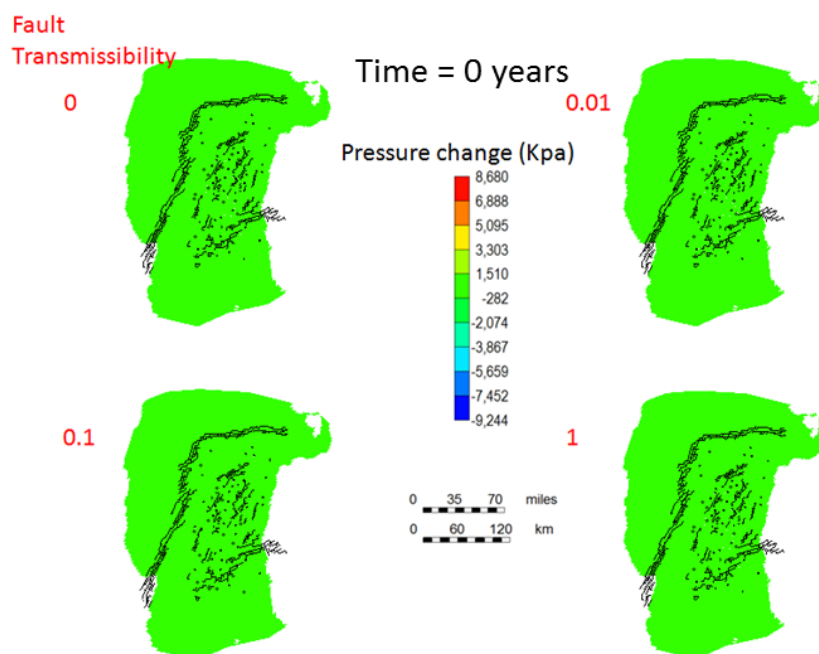 Fault
Transmissibility
Time = 0 years
0
0.01
Pressure change (Kpa)
8,680
6,888
5,095
3,303
1,510
-282
-2,074
-3,867
-5,659
-7,452
-9,244
0.1
1
0 35 70 miles
0 60 120 km